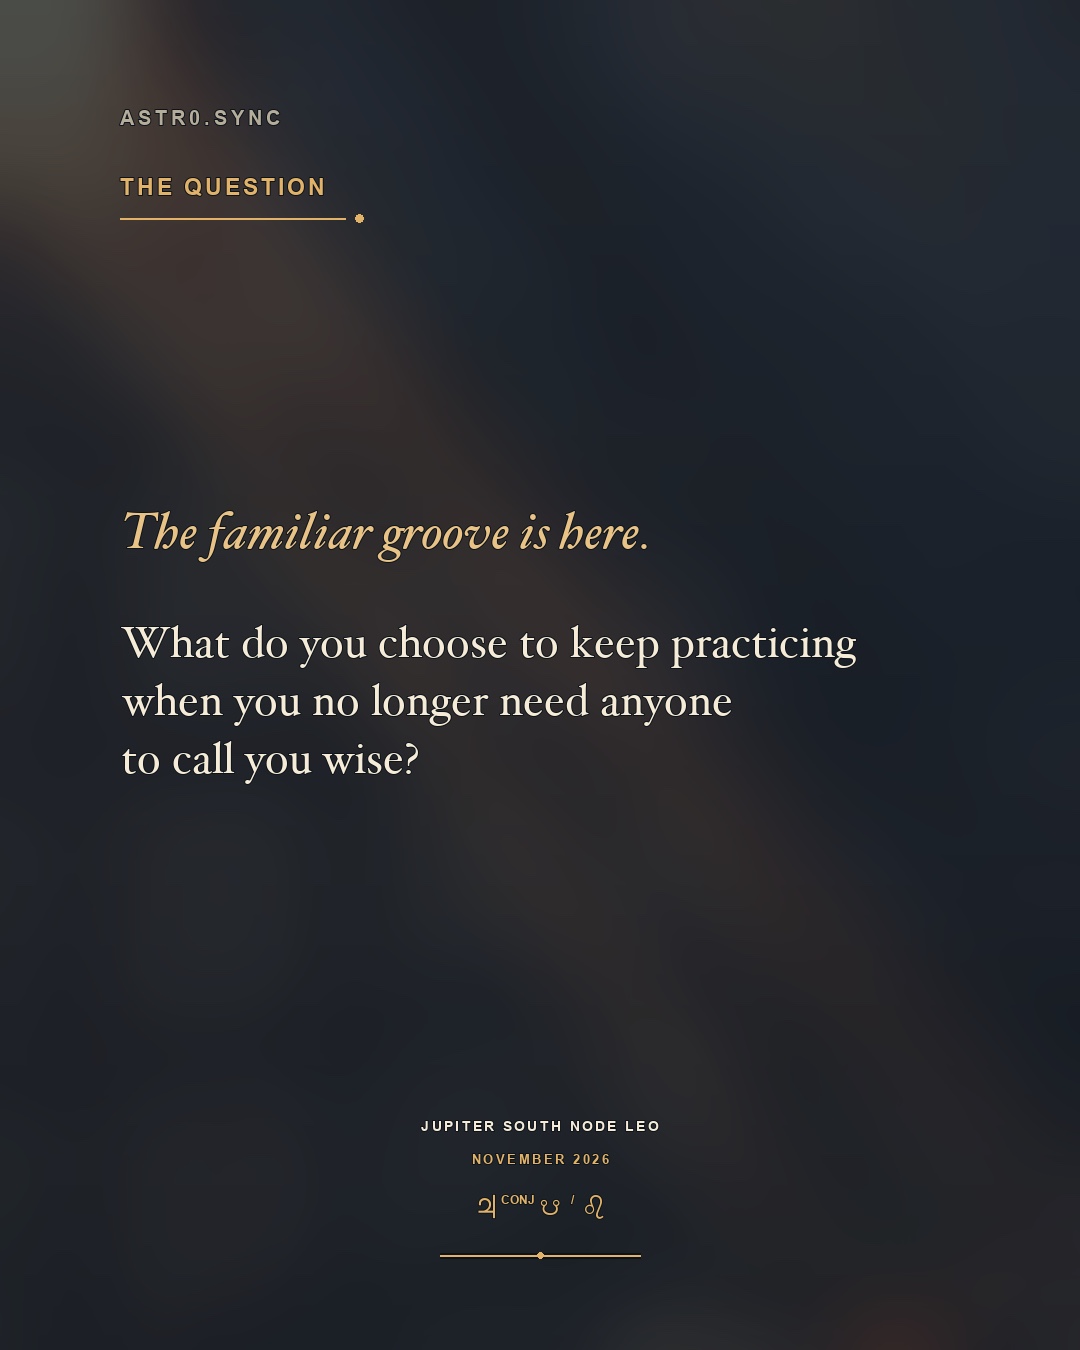 ASTR0.SYNC
THE QUESTION
The familiar groove is here.
What do you choose to keep practicing
when you no longer need anyone
to call you wise?
JUPITER SOUTH NODE LEO
NOVEMBER 2026
♃ CONJ ☋ / ♌